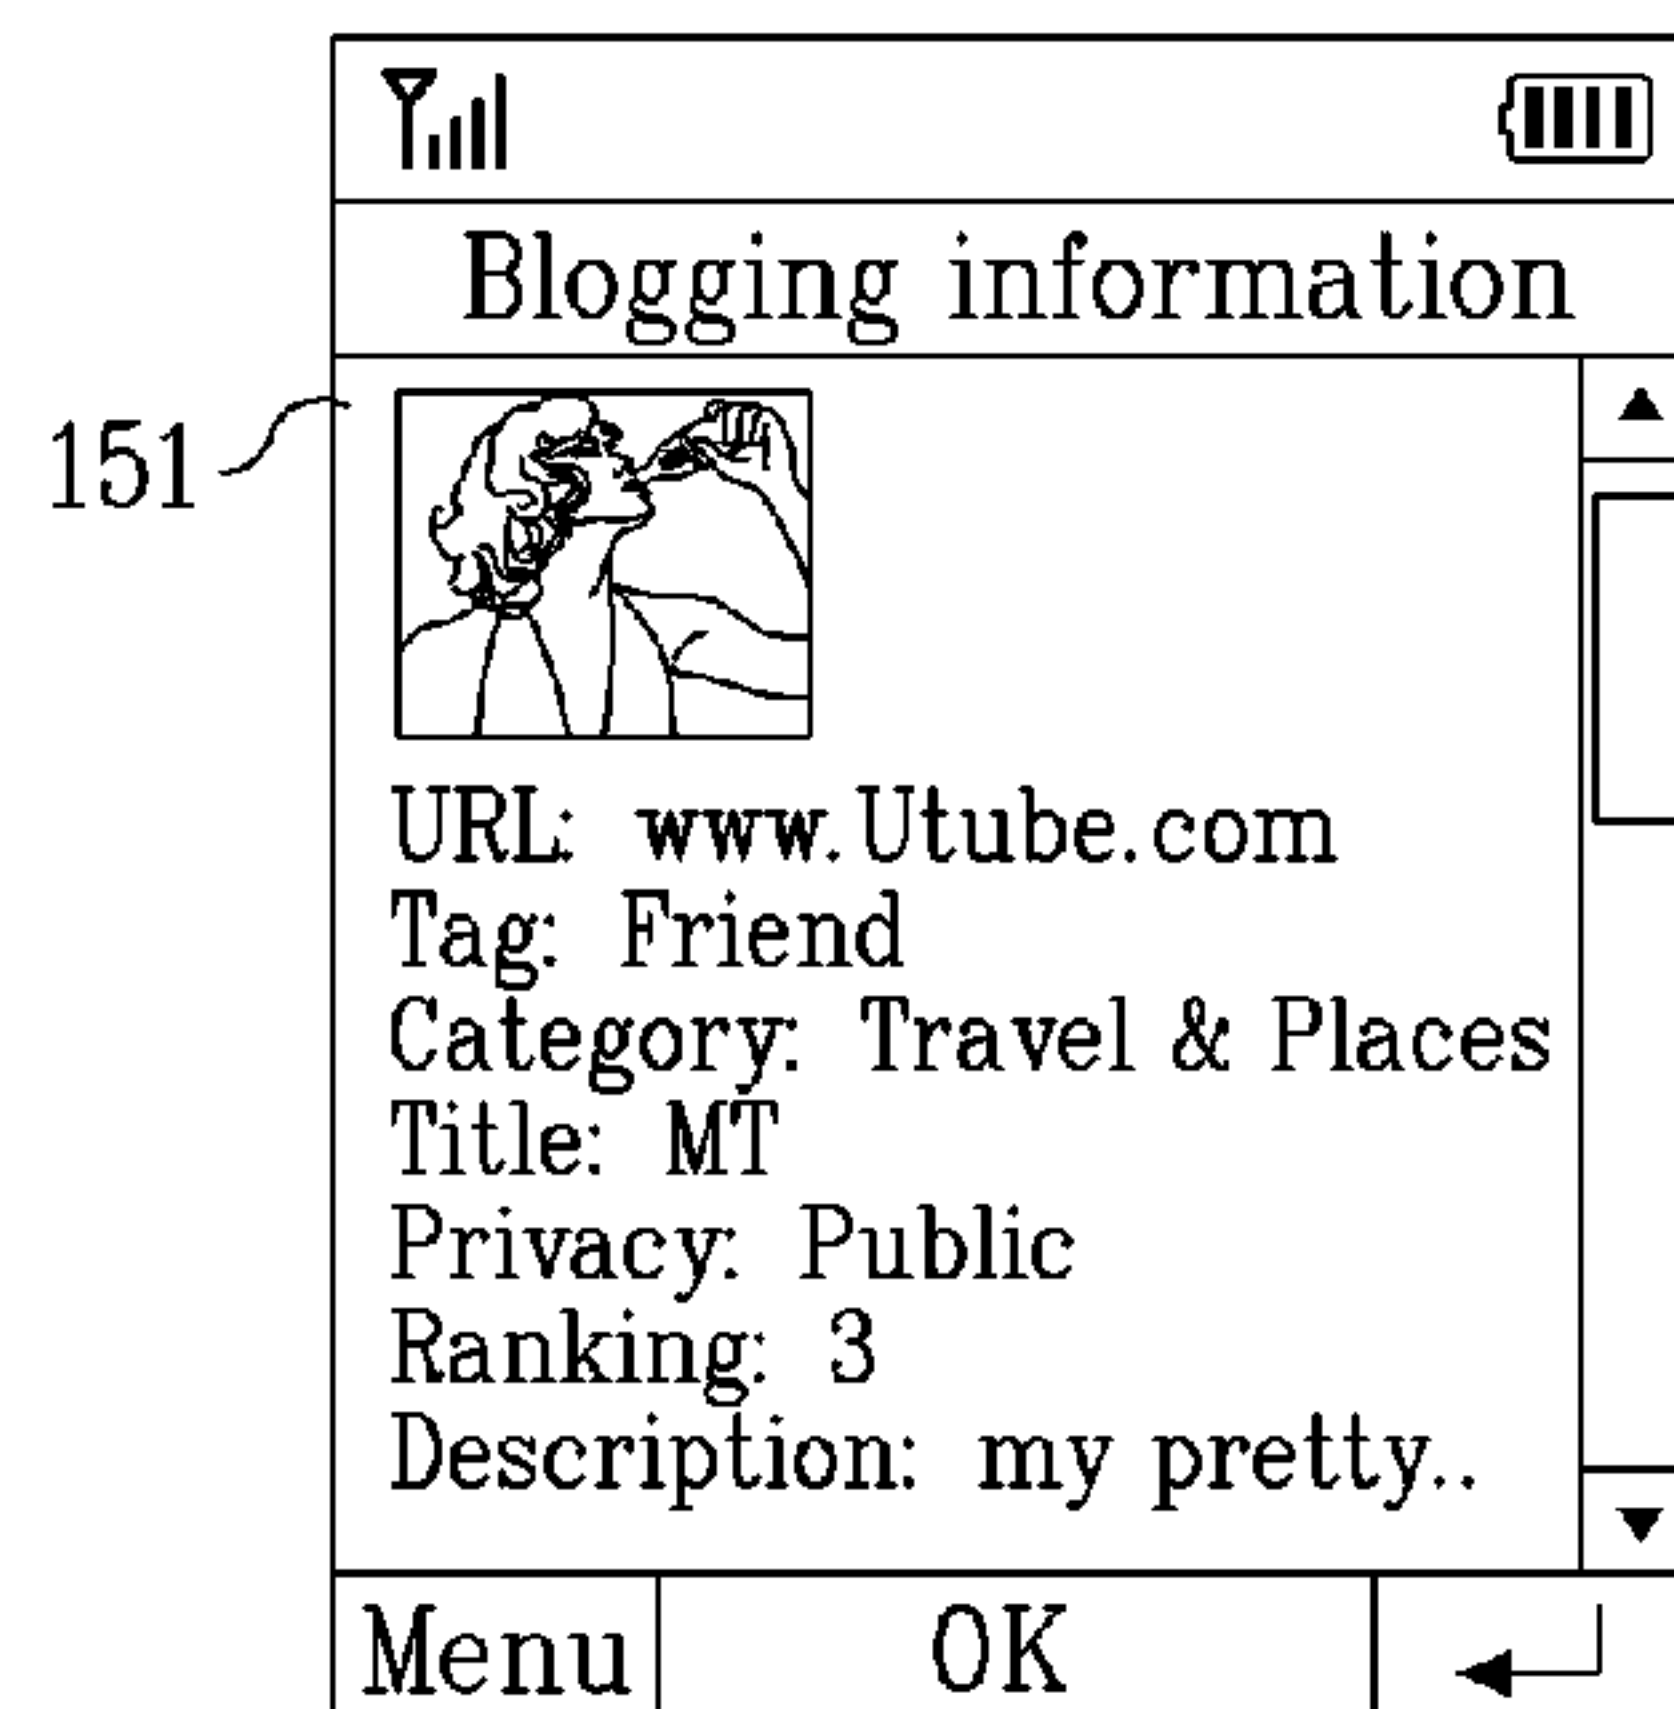 Blogging information
151
URL: www.Utube.com
Tag: Friend
Category: Travel & Places
Title: MT
Privacy: Public
Ranking: 3
Description: my pretty..
Menu OK